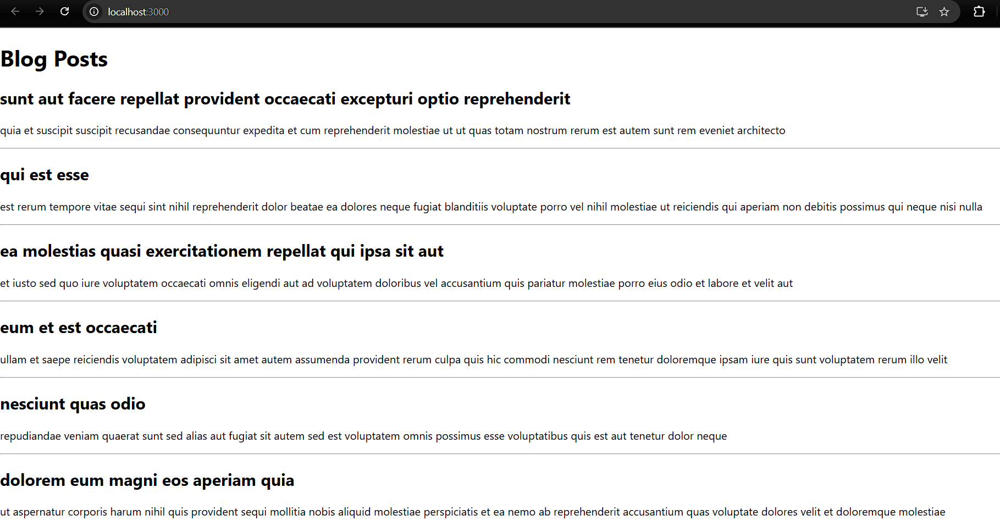 localhost:3000
Blog Posts
sunt aut facere repellat provident occaecati excepturi optio reprehenderit
quia et suscipit suscipit recusandae consequuntur expedita et cum reprehenderit molestiae ut ut quas totam nostrum rerum est autem sunt rem eveniet architecto
qui est esse
est rerum tempore vitae sequi sint nihil reprehenderit dolor beatae ea dolores neque fugiat blanditiis voluptate porro vel nihil molestiae ut reiciendis qui aperiam non debitis possimus qui neque nisi nulla
ea molestias quasi exercitationem repellat qui ipsa sit aut
et iusto sed quo iure voluptatem occaecati omnis eligendi aut ad voluptatem doloribus vel accusantium quis pariatur molestiae porro eius odio et labore et velit aut
eum et est occaecati
ullam et saepe reiciendis voluptatem adipisci sit amet autem assumenda provident rerum culpa quis hic commodi nesciunt rem tenetur doloremque ipsam iure quis sunt voluptatem rerum illo velit
nesciunt quas odio
repudiandae veniam quaerat sunt sed alias aut fugiat sit autem sed est voluptatem omnis possimus esse voluptatibus quis est aut tenetur dolor neque
dolorem eum magni eos aperiam quia
ut aspernatur corporis harum nihil quis provident sequi mollitia nobis aliquid molestiae perspiciatis et ea nemo ab reprehenderit accusantium quas voluptate dolores velit et doloremque molestiae